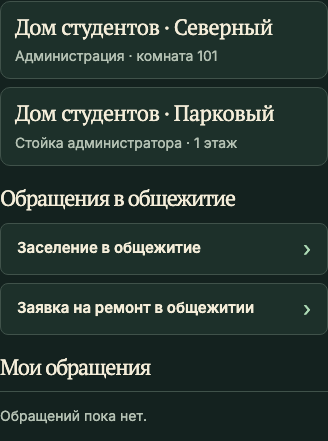 Дом студентов · Северный
Администрация · комната 101
Дом студентов · Парковый
Стойка администратора · 1 этаж
Обращения в общежитие
Заселение в общежитие
Заявка на ремонт в общежитии
Мои обращения
Обращений пока нет.